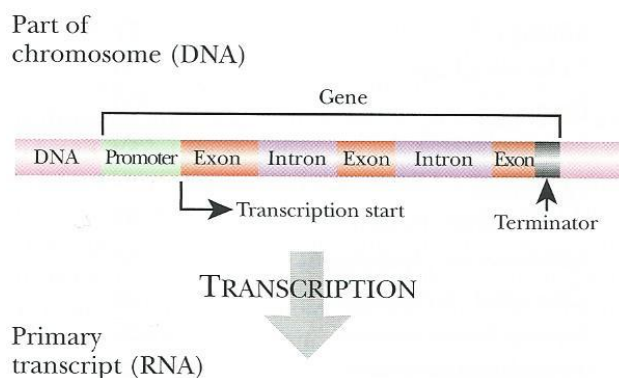 Part of
chromosome (DNA)
Gene
DNA Promoter Exon Intron Exon Intron Exon
Transcription start
Terminator
TRANSCRIPTION
Primary
transcript (RNA)